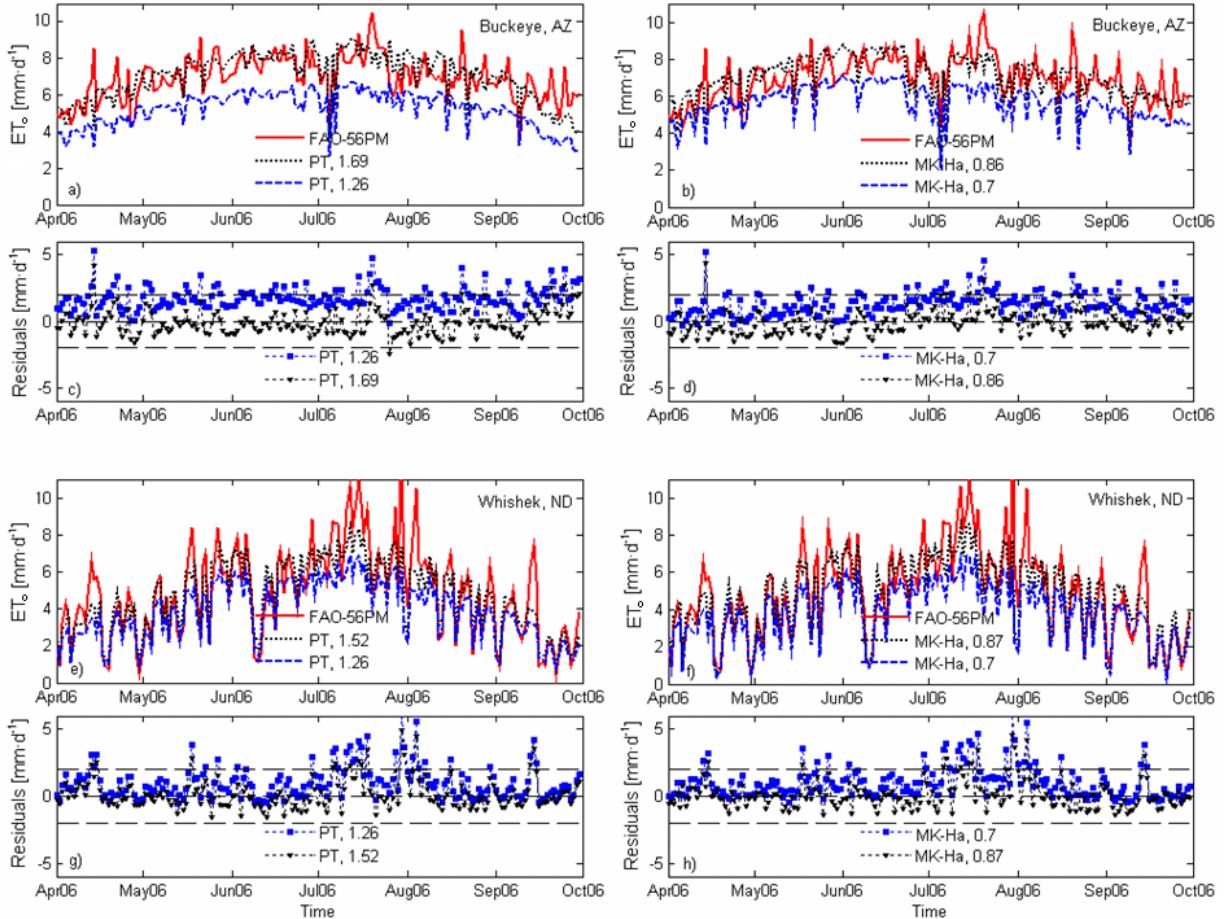 Buckeye, AZ
ETₒ [mm·d⁻¹]
10
8
6
4
2
0
FAO-56PM
PT, 1.69
PT, 1.26
a)
Apr06 May06 Jun06 Jul06 Aug06 Sep06 Oct06
Buckeye, AZ
ETₒ [mm·d⁻¹]
10
8
6
4
2
0
FAO-56PM
MK-Ha, 0.86
MK-Ha, 0.7
b)
Apr06 May06 Jun06 Jul06 Aug06 Sep06 Oct06
Residuals [mm·d⁻¹]
5
0
-5
PT, 1.26
PT, 1.69
c)
Apr06 May06 Jun06 Jul06 Aug06 Sep06 Oct06
Residuals [mm·d⁻¹]
5
0
-5
MK-Ha, 0.7
MK-Ha, 0.86
d)
Apr06 May06 Jun06 Jul06 Aug06 Sep06 Oct06
Whishek, ND
ETₒ [mm·d⁻¹]
10
8
6
4
2
0
FAO-56PM
PT, 1.52
PT, 1.26
e)
Apr06 May06 Jun06 Jul06 Aug06 Sep06 Oct06
Whishek, ND
ETₒ [mm·d⁻¹]
10
8
6
4
2
0
FAO-56PM
MK-Ha, 0.87
MK-Ha, 0.7
f)
Apr06 May06 Jun06 Jul06 Aug06 Sep06 Oct06
Residuals [mm·d⁻¹]
5
0
-5
PT, 1.26
PT, 1.52
g)
Apr06 May06 Jun06 Jul06 Aug06 Sep06 Oct06
Time
Residuals [mm·d⁻¹]
5
0
-5
MK-Ha, 0.7
MK-Ha, 0.87
h)
Apr06 May06 Jun06 Jul06 Aug06 Sep06 Oct06
Time